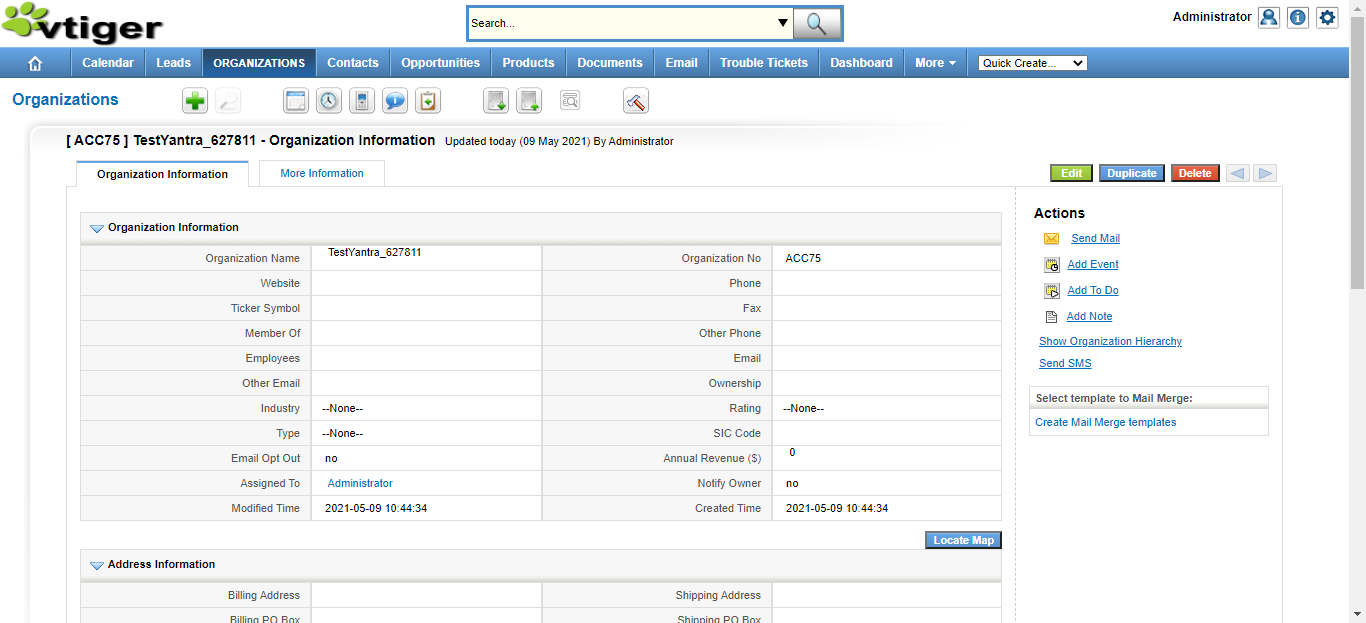 vtiger
Search...
Administrator
Calendar Leads ORGANIZATIONS Contacts Opportunities Products Documents Email Trouble Tickets Dashboard More Quick Create...
Organizations
[ ACC75 ] TestYantra_627811 - Organization Information Updated today (09 May 2021) By Administrator
Organization Information More Information Edit Duplicate Delete
Organization Information
Organization Name TestYantra_627811 Organization No ACC75
Website Phone
Ticker Symbol Fax
Member Of Other Phone
Employees Email
Other Email Ownership
Industry --None-- Rating --None--
Type --None-- SIC Code
Email Opt Out no Annual Revenue ($) 0
Assigned To Administrator Notify Owner no
Modified Time 2021-05-09 10:44:34 Created Time 2021-05-09 10:44:34
Locate Map
Address Information
Billing Address Shipping Address
Billing PO Box Shipping PO Box
Actions
Send Mail
Add Event
Add To Do
Add Note
Show Organization Hierarchy
Send SMS
Select template to Mail Merge:
Create Mail Merge templates